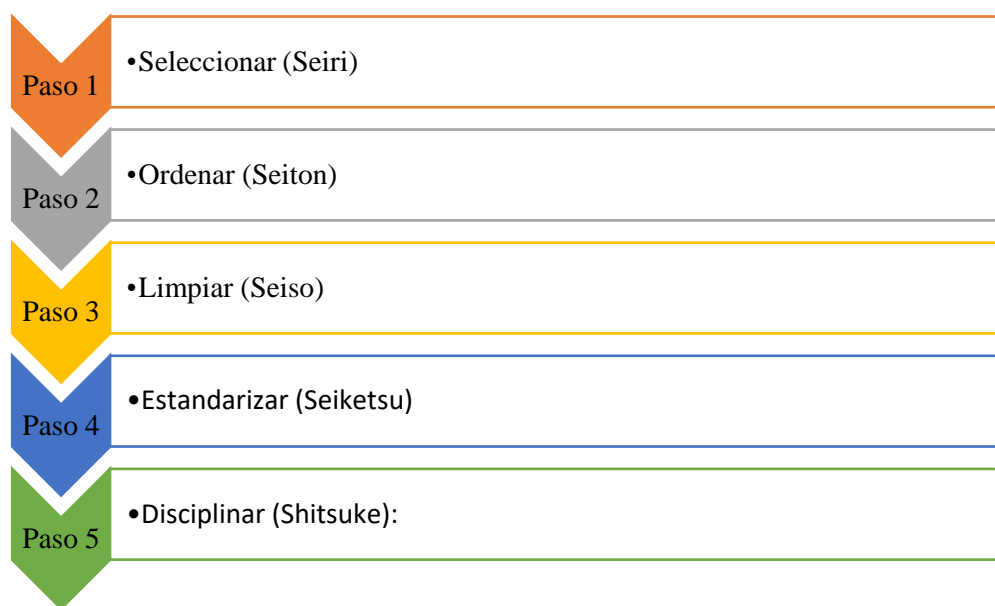 Paso 1
•Seleccionar (Seiri)
Paso 2
•Ordenar (Seiton)
Paso 3
•Limpiar (Seiso)
Paso 4
•Estandarizar (Seiketsu)
Paso 5
•Disciplinar (Shitsuke):